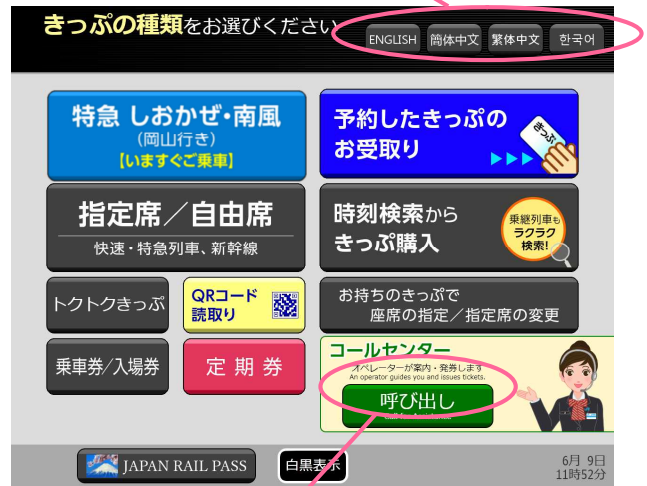 きっぷの種類をお選びください
ENGLISH 简体中文 繁体中文 한국어
特急 しおかぜ・南風
(岡山行き)
【いますぐご乗車】
予約したきっぷの
お受取り
きっぷ
指定席／自由席
快速・特急列車、新幹線
時刻検索から
きっぷ購入
乗継列車も
ラクラク
検索!
トクトクきっぷ
QRコード
読取り
お持ちのきっぷで
座席の指定／指定席の変更
乗車券/入場券
定期券
コールセンター
オペレーターが案内・発券します
An operator guides you and issues tickets.
呼び出し
Call for Assistance
JAPAN RAIL PASS
白黒表示
6月 9日
11時52分